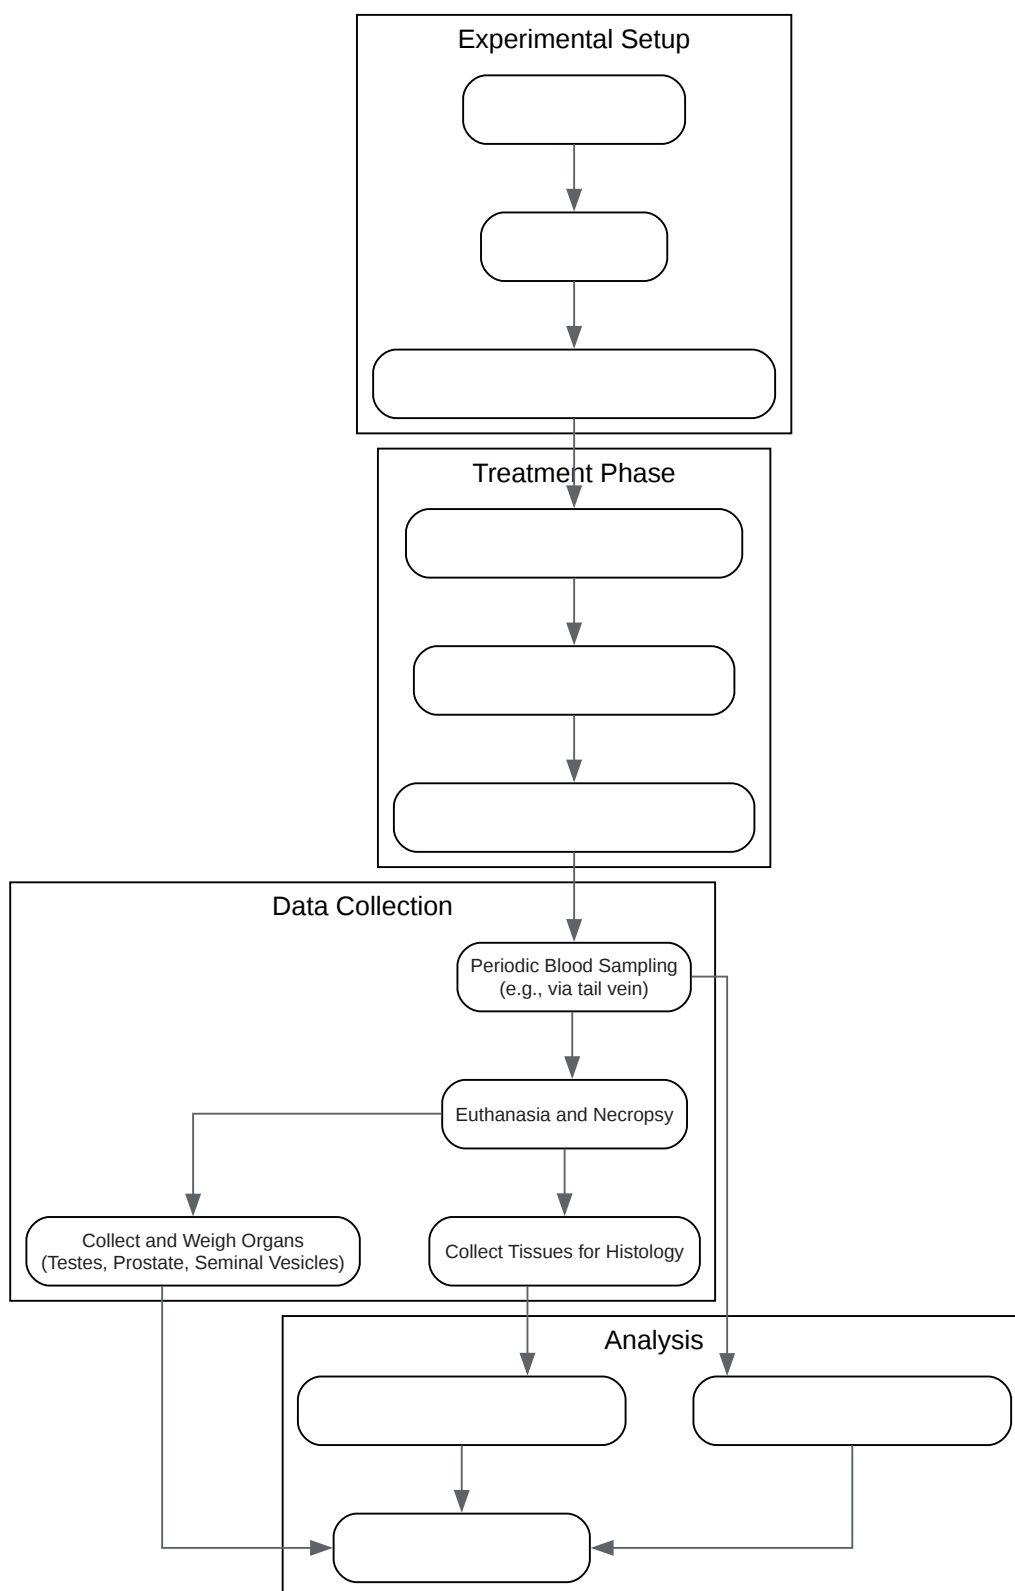 Experimental Setup
Treatment Phase
Data Collection
Periodic Blood Sampling
(e.g., via tail vein)
Euthanasia and Necropsy
Collect and Weigh Organs
(Testes, Prostate, Seminal Vesicles)
Collect Tissues for Histology
Analysis